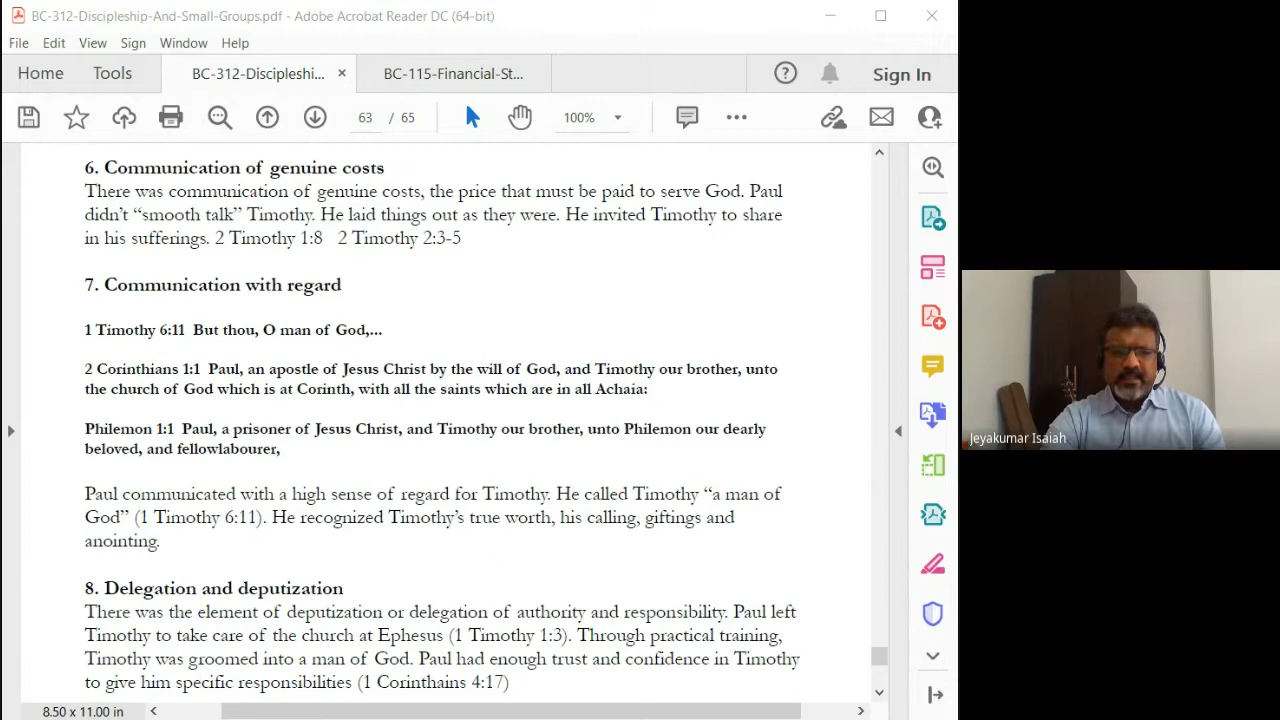 BC-312-Discipleship-And-Small-Groups.pdf - Adobe Acrobat Reader DC (64-bit)
File Edit View Sign Window Help
Home Tools BC-312-Discipleshi... × BC-115-Financial-St... Sign In
63 / 65 100%
6. Communication of genuine costs
There was communication of genuine costs, the price that must be paid to serve God. Paul
didn’t “smooth talk” Timothy. He laid things out as they were. He invited Timothy to share
in his sufferings. 2 Timothy 1:8 2 Timothy 2:3-5
7. Communication with regard
1 Timothy 6:11 But thou, O man of God,...
2 Corinthians 1:1 Paul, an apostle of Jesus Christ by the will of God, and Timothy our brother, unto
the church of God which is at Corinth, with all the saints which are in all Achaia:
Philemon 1:1 Paul, a prisoner of Jesus Christ, and Timothy our brother, unto Philemon our dearly
beloved, and fellowlabourer,
Paul communicated with a high sense of regard for Timothy. He called Timothy “a man of
God” (1 Timothy 6:11). He recognized Timothy’s true worth, his calling, giftings and
anointing.
8. Delegation and deputization
There was the element of deputization or delegation of authority and responsibility. Paul left
Timothy to take care of the church at Ephesus (1 Timothy 1:3). Through practical training,
Timothy was groomed into a man of God. Paul had enough trust and confidence in Timothy
to give him specific responsibilities (1 Corinthains 4:17)
8.50 x 11.00 in
Jeyakumar Isaiah